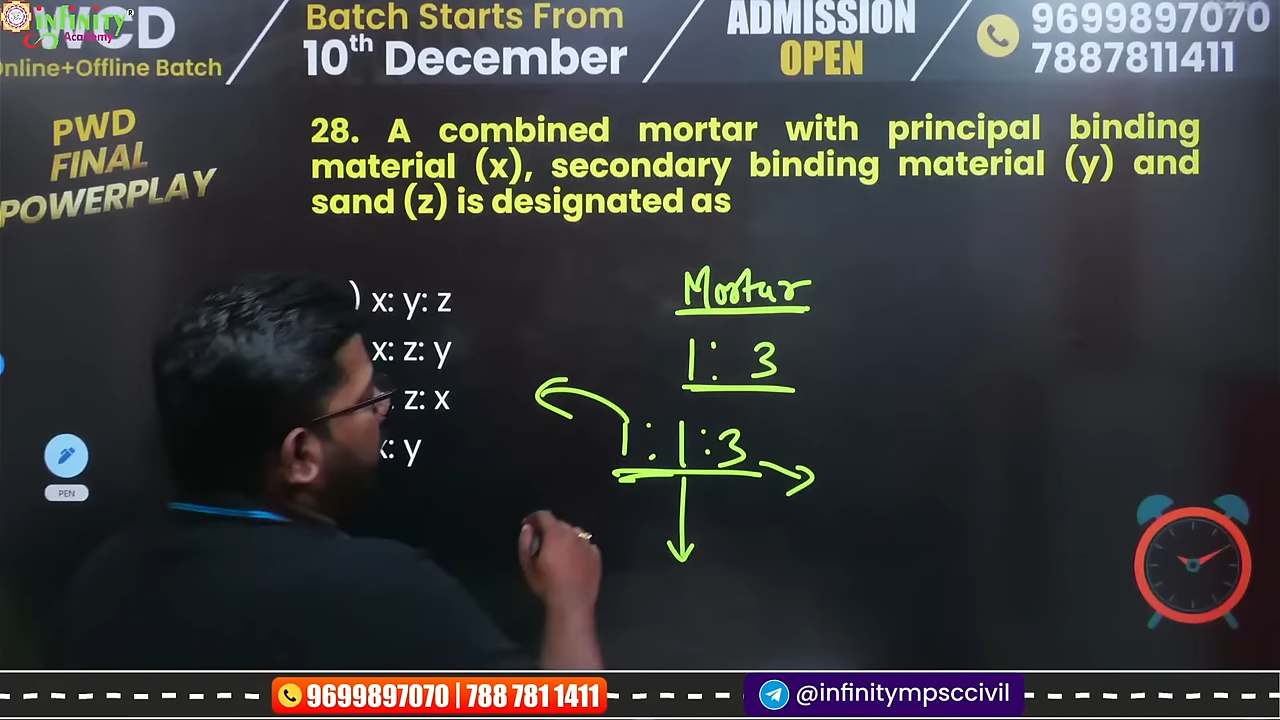 infinity
Academy
CD
nline+Offline Batch
Batch Starts From
10th December
ADMISSION
OPEN
9699897070
7887811411
PWD
FINAL
POWERPLAY
28. A combined mortar with principal binding
material (x), secondary binding material (y) and
sand (z) is designated as
) x: y: z
x: z: y
z: x
: y
Mortar
1: 3
1:1:3
PEN
9699897070 | 788 781 1411
@infinitympsccivil